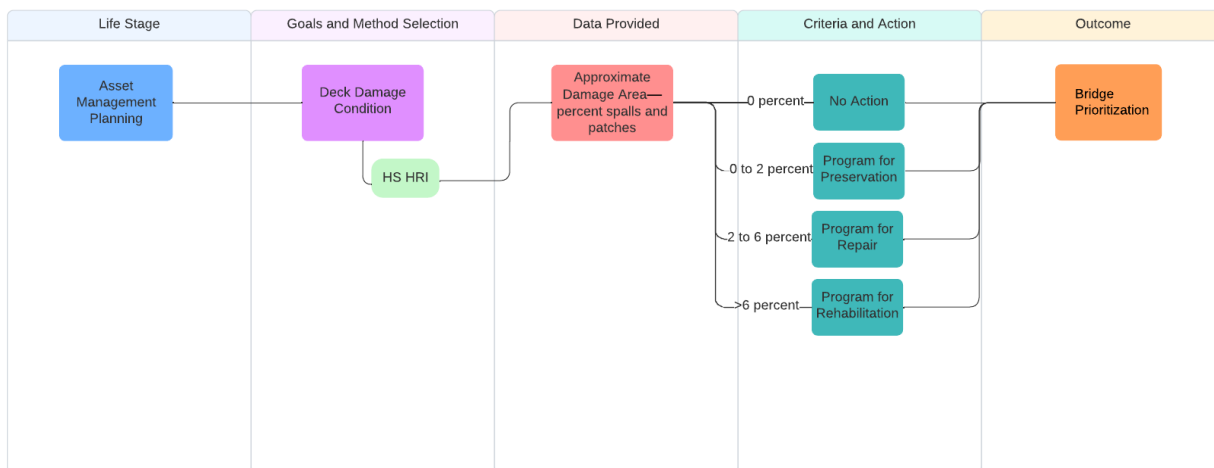 Life Stage
Goals and Method Selection
Data Provided
Criteria and Action
Outcome
Asset
Management
Planning
Deck Damage
Condition
HS HRI
Approximate
Damage Area—
percent spalls and
patches
0 percent
No Action
0 to 2 percent
Program for
Preservation
2 to 6 percent
Program for
Repair
>6 percent
Program for
Rehabilitation
Bridge
Prioritization